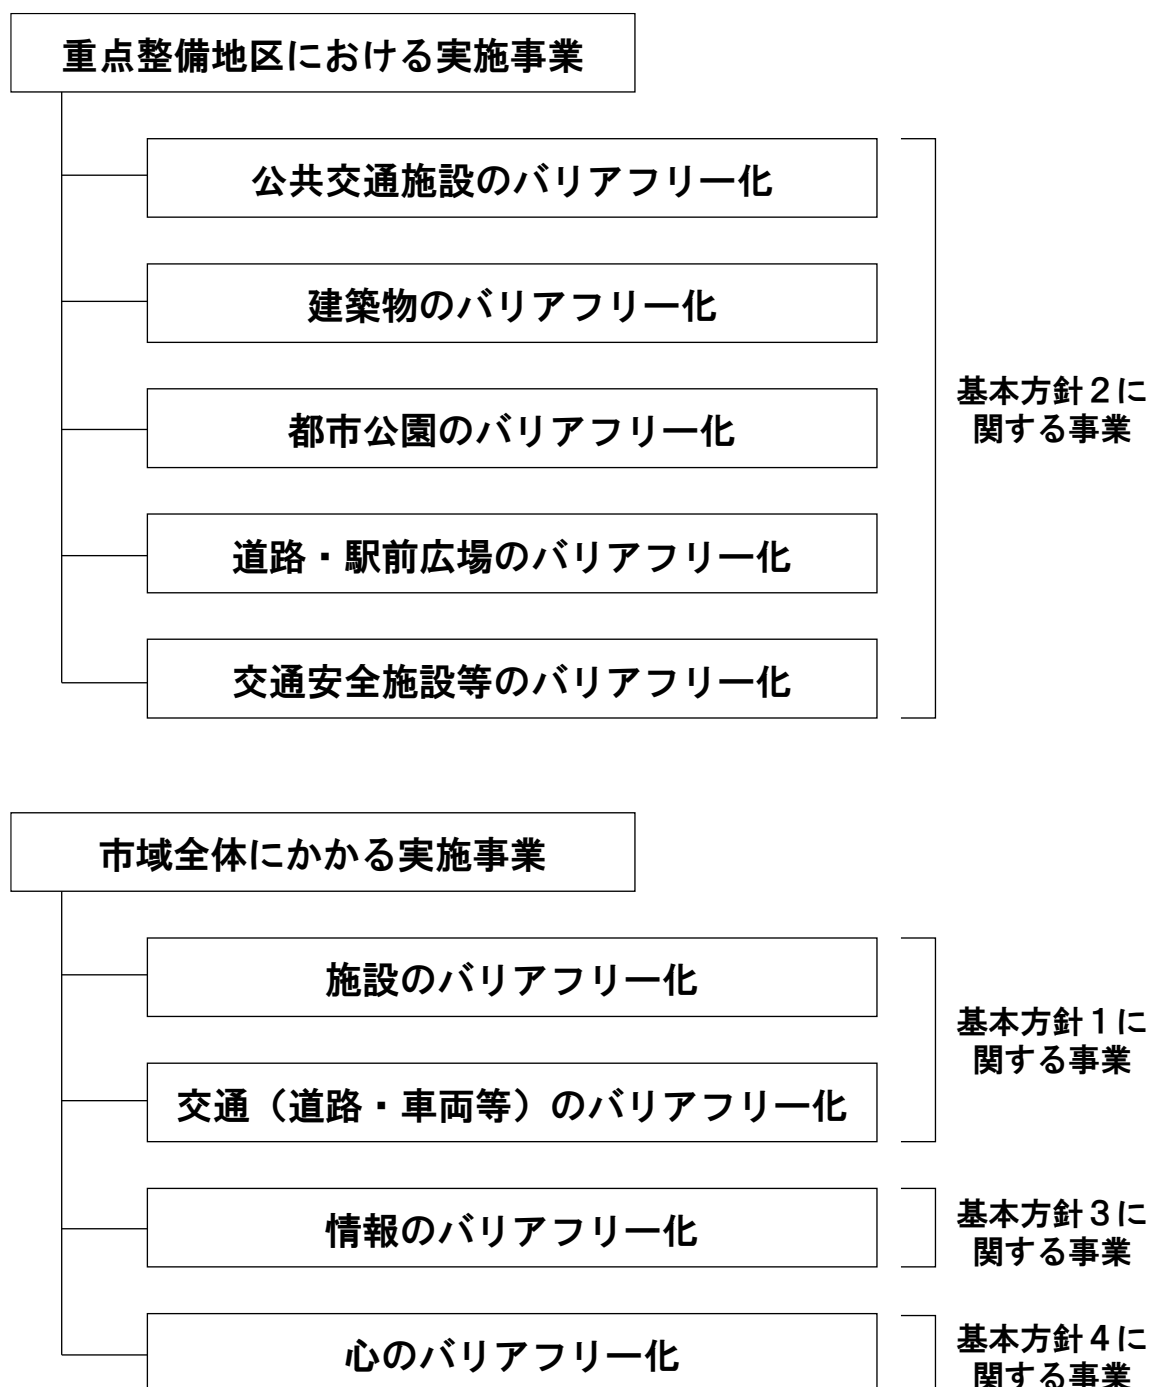 重点整備地区における実施事業
公共交通施設のバリアフリー化
建築物のバリアフリー化
都市公園のバリアフリー化
道路・駅前広場のバリアフリー化
交通安全施設等のバリアフリー化
基本方針２に
関する事業
市域全体にかかる実施事業
施設のバリアフリー化
交通（道路・車両等）のバリアフリー化
基本方針１に
関する事業
情報のバリアフリー化
基本方針３に
関する事業
心のバリアフリー化
基本方針４に
関する事業